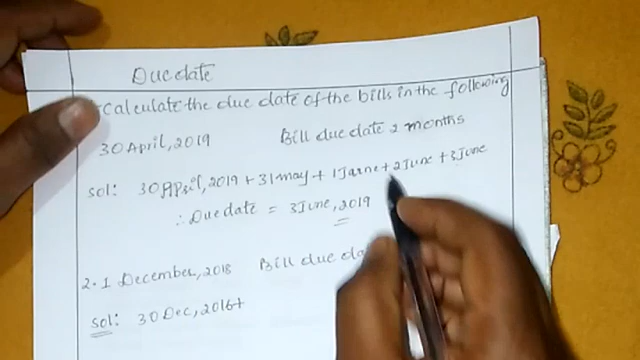 Due date
calculate the due date of the bills in the following
30 April, 2019 Bill due date 2 months
sol: 30 April, 2019 + 31 may + 1 June + 2 June + 3 June
∴ Due date = 3 June, 2019
2. 1 December, 2018 Bill due da
sol: 30 Dec, 2016+